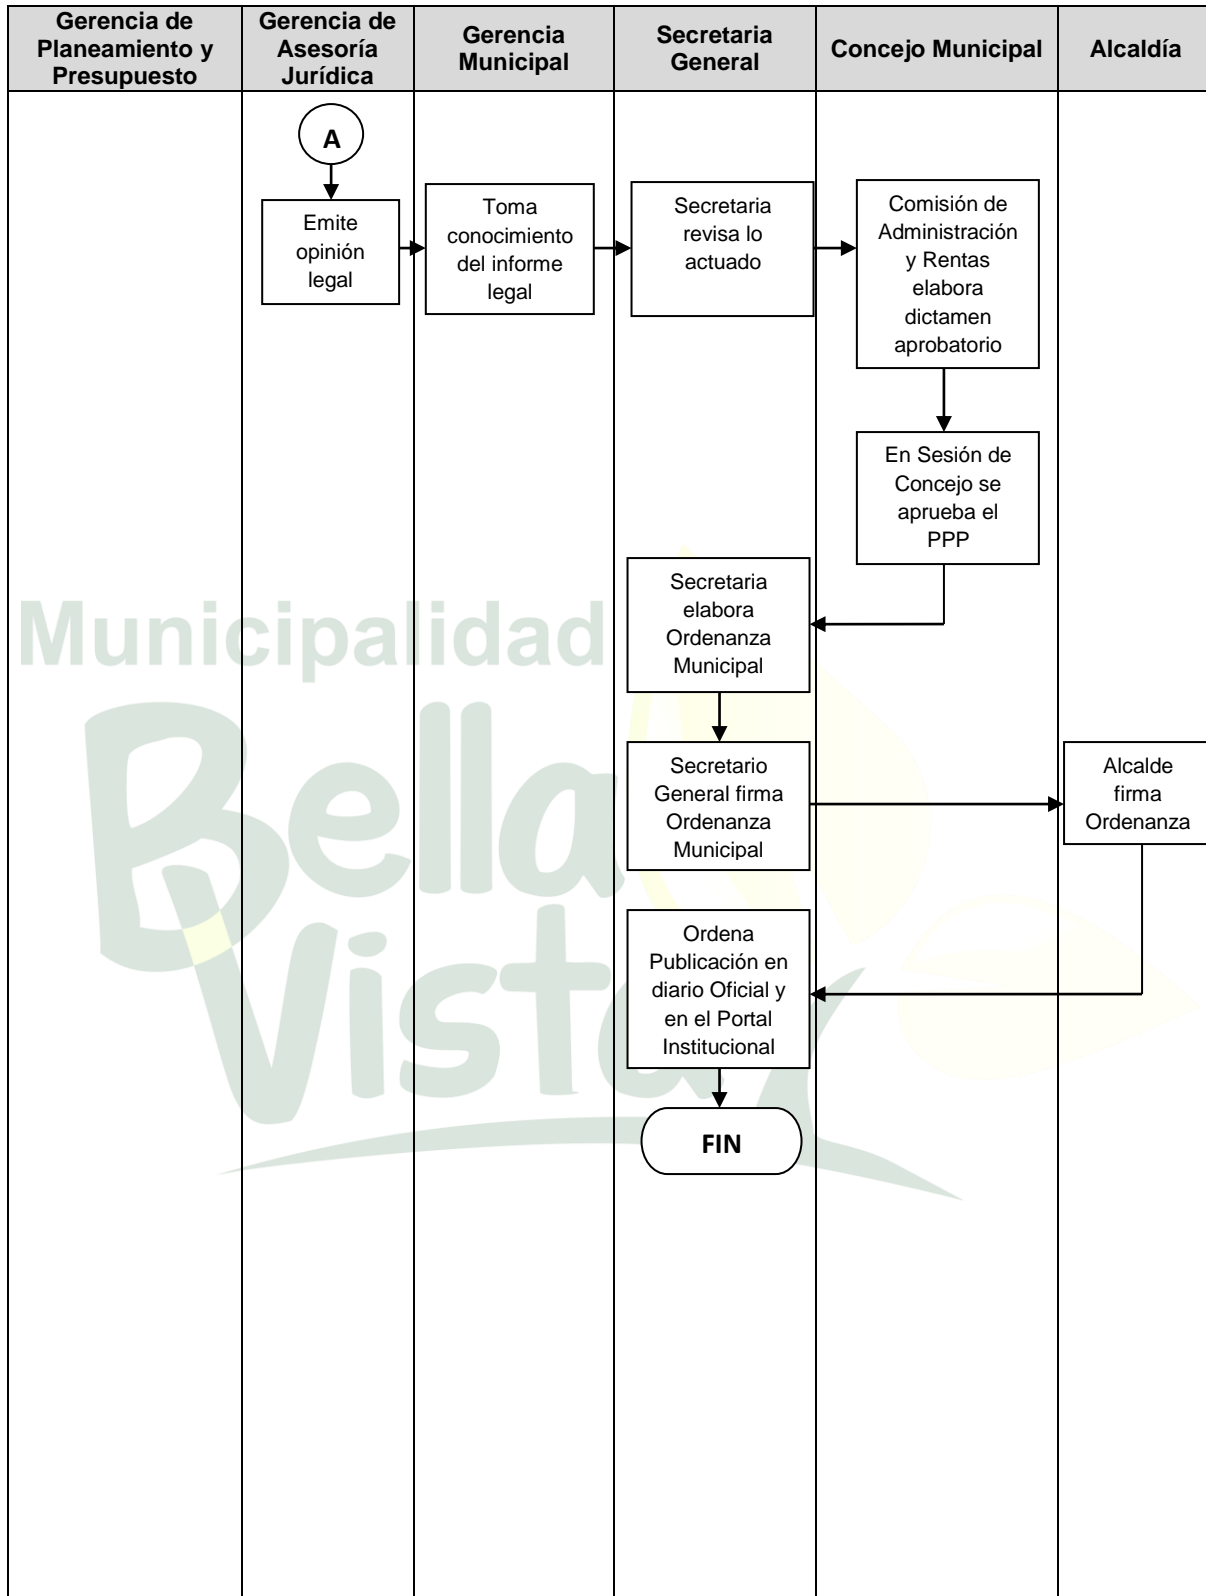 Gerencia de
Planeamiento y
Presupuesto
Gerencia de
Asesoría
Jurídica
Gerencia
Municipal
Secretaria
General
Concejo Municipal
Alcaldía
A
Emite
opinión
legal
Toma
conocimiento
del informe
legal
Secretaria
revisa lo
actuado
Comisión de
Administración
y Rentas
elabora
dictamen
aprobatorio
En Sesión de
Concejo se
aprueba el
PPP
Secretaria
elabora
Ordenanza
Municipal
Secretario
General firma
Ordenanza
Municipal
Alcalde
firma
Ordenanza
Ordena
Publicación en
diario Oficial y
en el Portal
Institucional
FIN
Municipalidad
Bella
Vista